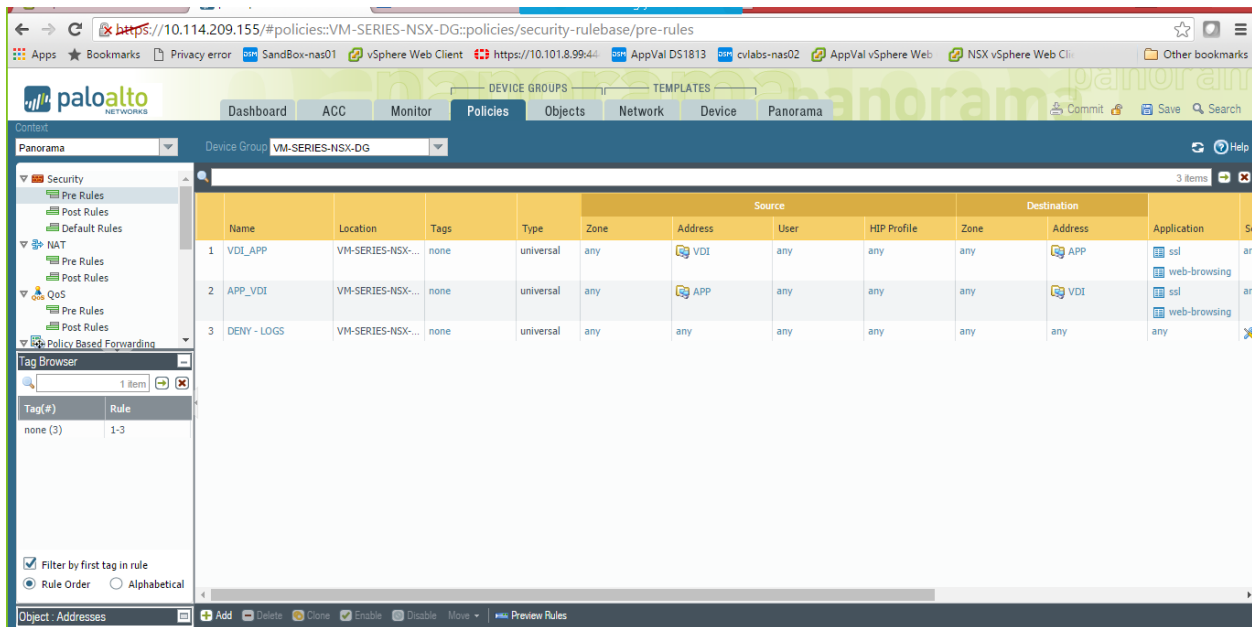 https://10.114.209.155/#policies::VM-SERIES-NSX-DG::policies/security-rulebase/pre-rules
Apps Bookmarks Privacy error SandBox-nas01 vSphere Web Client https://10.101.8.99:44 AppVal DS1813 cvlabs-nas02 AppVal vSphere Web NSX vSphere Web Clie Other bookmarks
paloalto
NETWORKS
DEVICE GROUPS TEMPLATES
Dashboard ACC Monitor Policies Objects Network Device Panorama
Commit Save Search
Context
Panorama Device Group VM-SERIES-NSX-DG Help
Security
Pre Rules
Post Rules
Default Rules
NAT
Pre Rules
Post Rules
QoS
Pre Rules
Post Rules
Policy Based Forwarding
3 items
Source Destination
Name Location Tags Type Zone Address User HIP Profile Zone Address Application
1 VDI_APP VM-SERIES-NSX-... none universal any VDI any any any APP ssl
web-browsing
2 APP_VDI VM-SERIES-NSX-... none universal any APP any any any VDI ssl
web-browsing
3 DENY - LOGS VM-SERIES-NSX-... none universal any any any any any any any
Tag Browser
1 item
Tag(#) Rule
none (3) 1-3
Filter by first tag in rule
Rule Order Alphabetical
Object : Addresses
Add Delete Clone Enable Disable Move Preview Rules